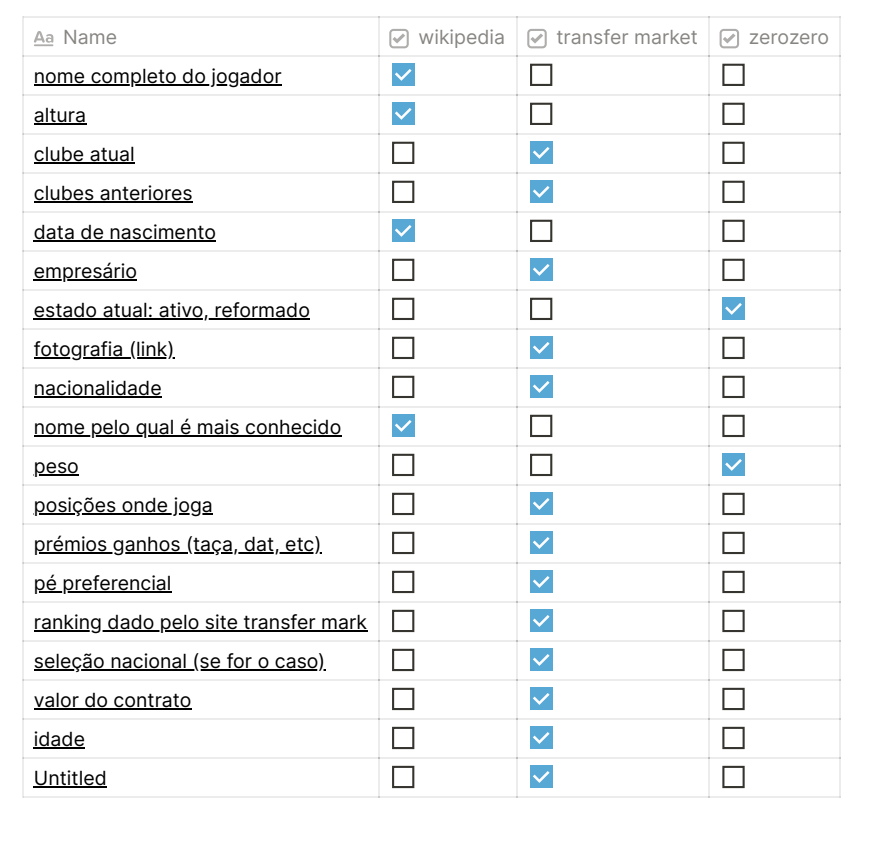 Aa Name wikipedia transfer market zerozero
nome completo do jogador
altura
clube atual
clubes anteriores
data de nascimento
empresário
estado atual: ativo, reformado
fotografia (link)
nacionalidade
nome pelo qual é mais conhecido
peso
posições onde joga
prémios ganhos (taça, dat, etc)
pé preferencial
ranking dado pelo site transfer mark
seleção nacional (se for o caso)
valor do contrato
idade
Untitled